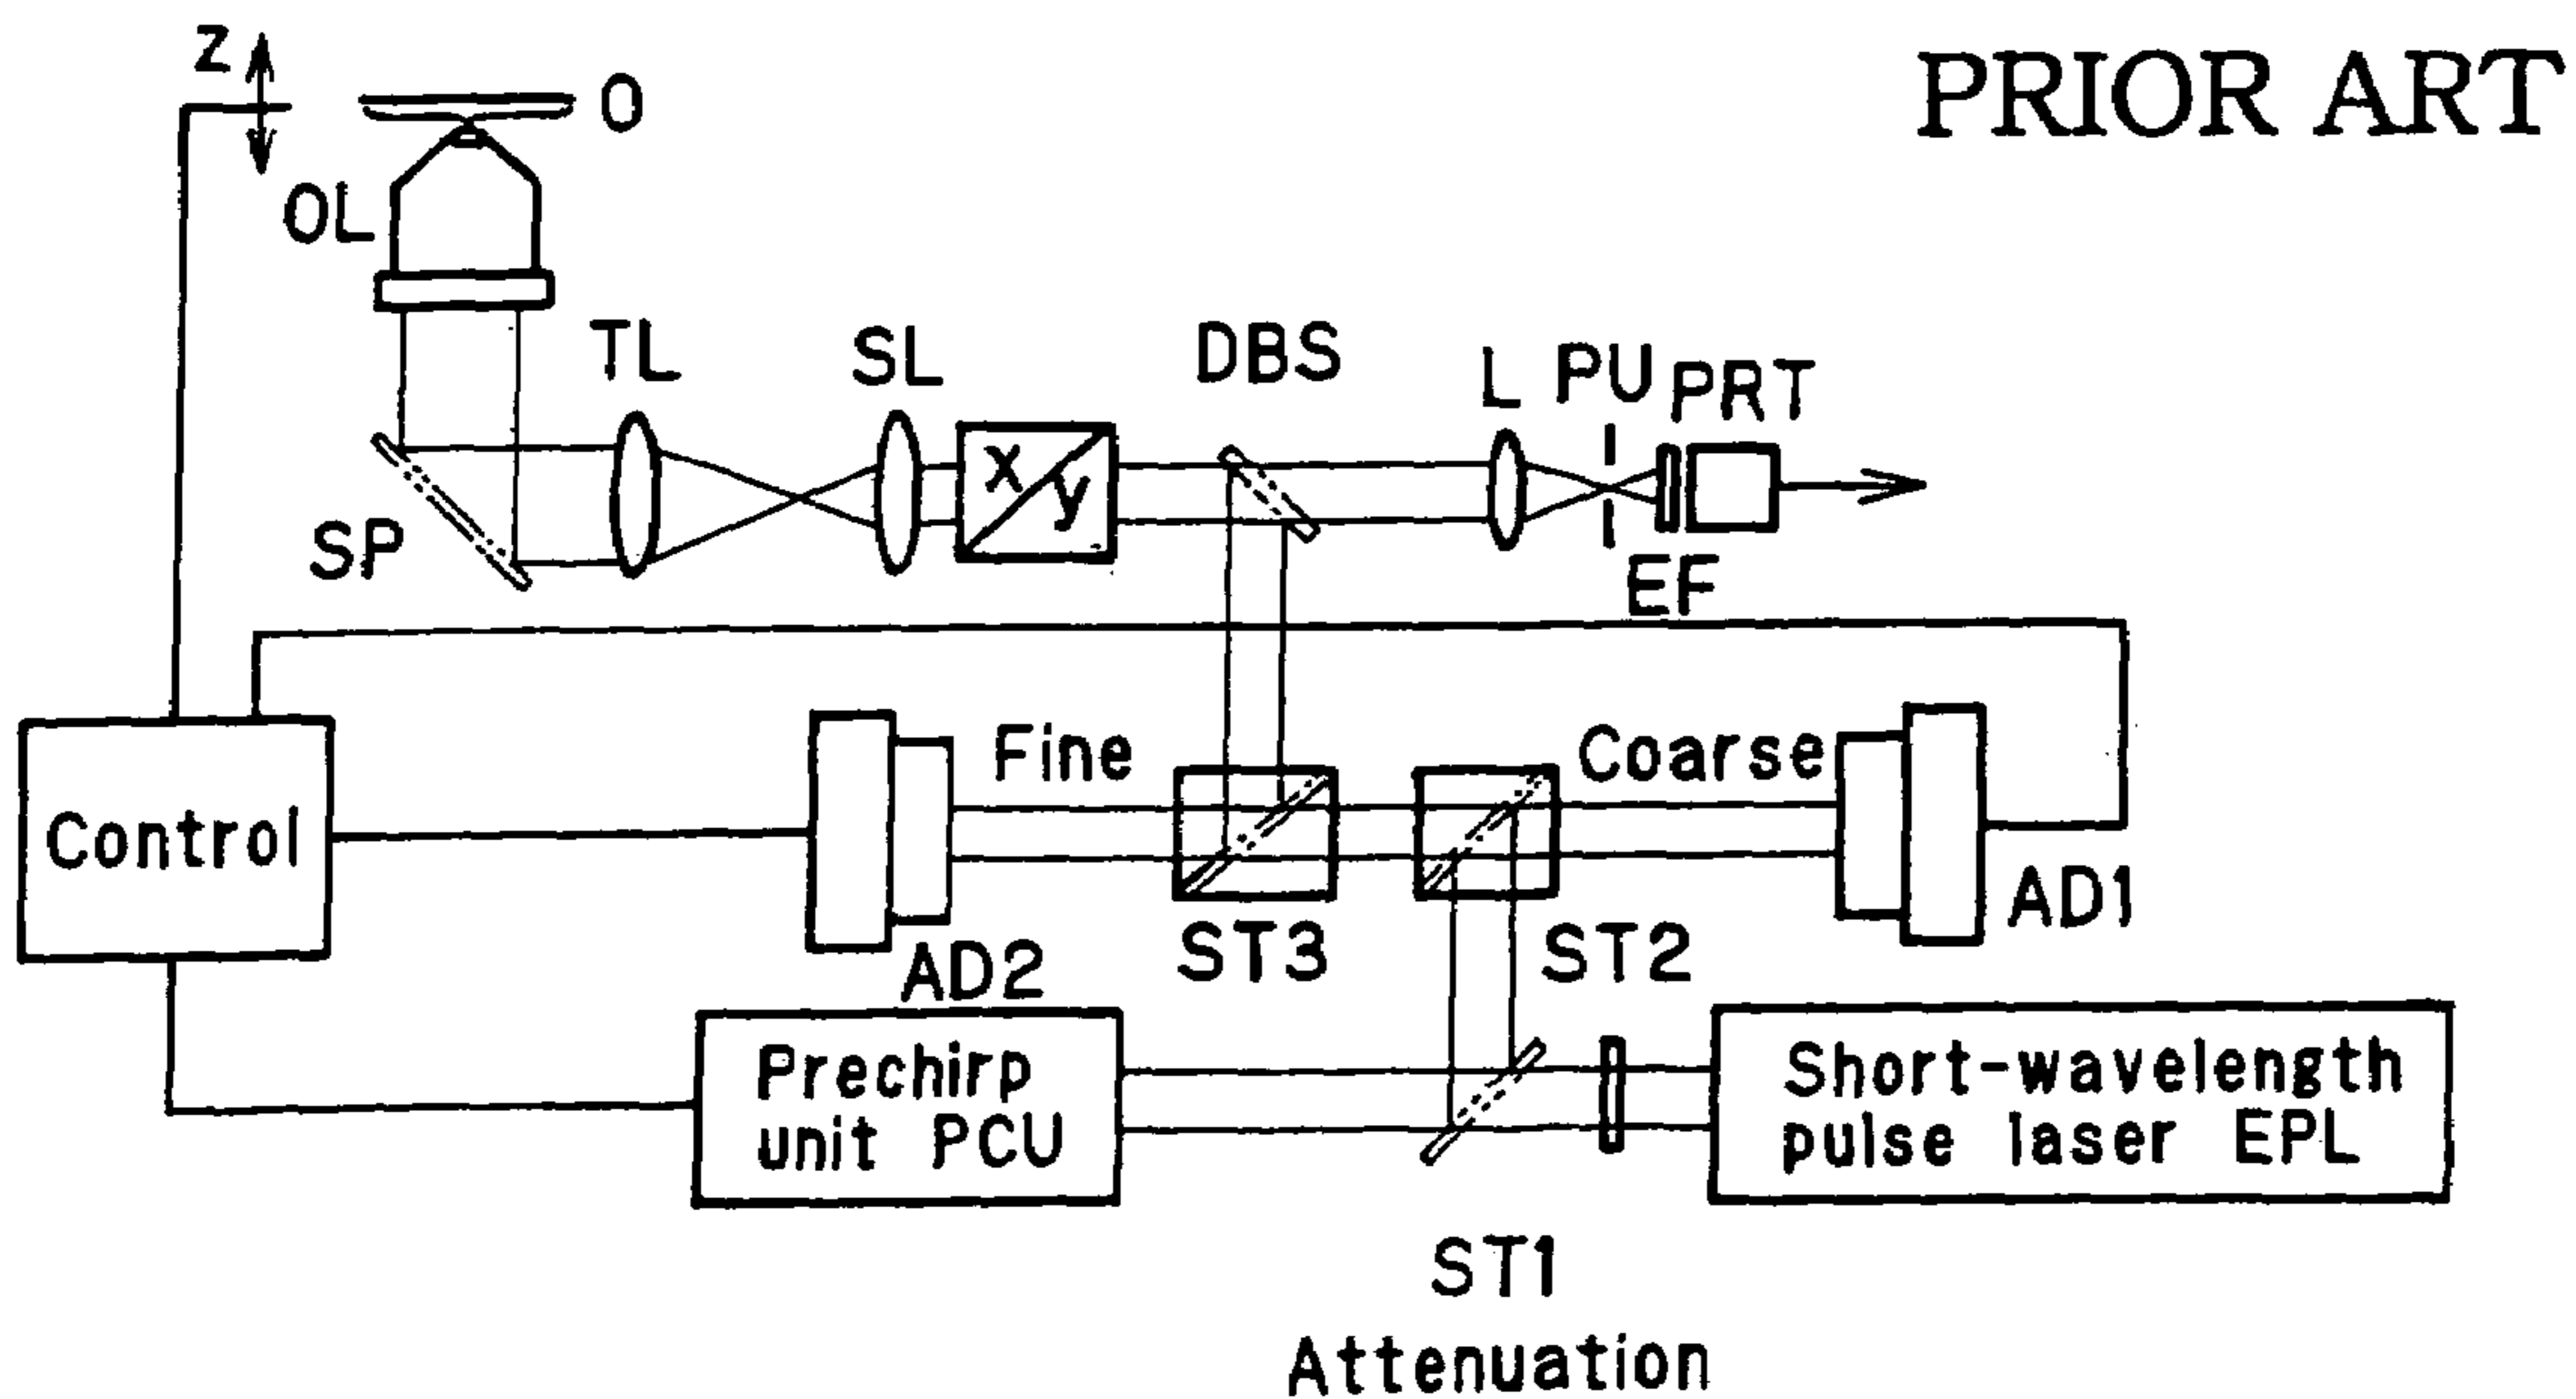 PRIOR ART
Z
O
OL
TL
SL
DBS
L
PU
PRT
x
y
SP
EF
Fine
Coarse
Control
AD1
AD2
ST3
ST2
Prechirp
unit PCU
Short-wavelength
pulse laser EPL
ST1
Attenuation